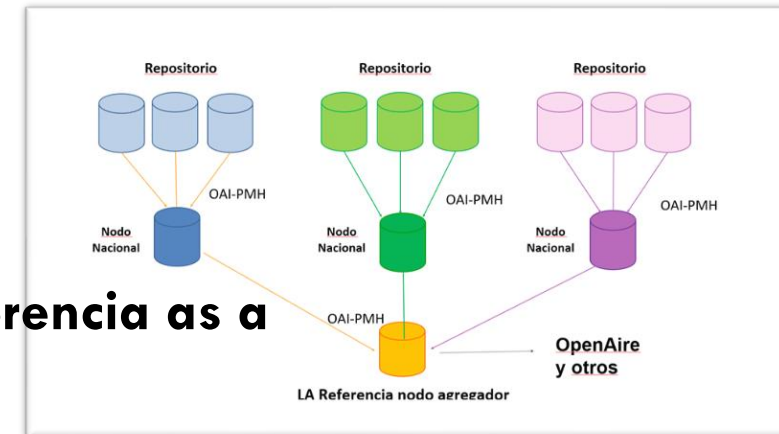 Repositorio
Repositorio
Repositorio
OAI-PMH
OAI-PMH
OAI-PMH
Nodo
Nacional
Nodo
Nacional
Nodo
Nacional
as a
OAI-PMH
OpenAire
y otros
LA Referencia nodo agregador